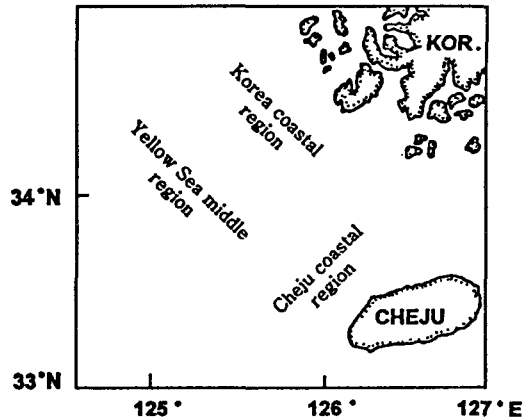 KOR.
Korea coastal
region
Yellow Sea middle
region
34°N
Cheju coastal
region
CHEJU
33°N
125°
126°
127°E